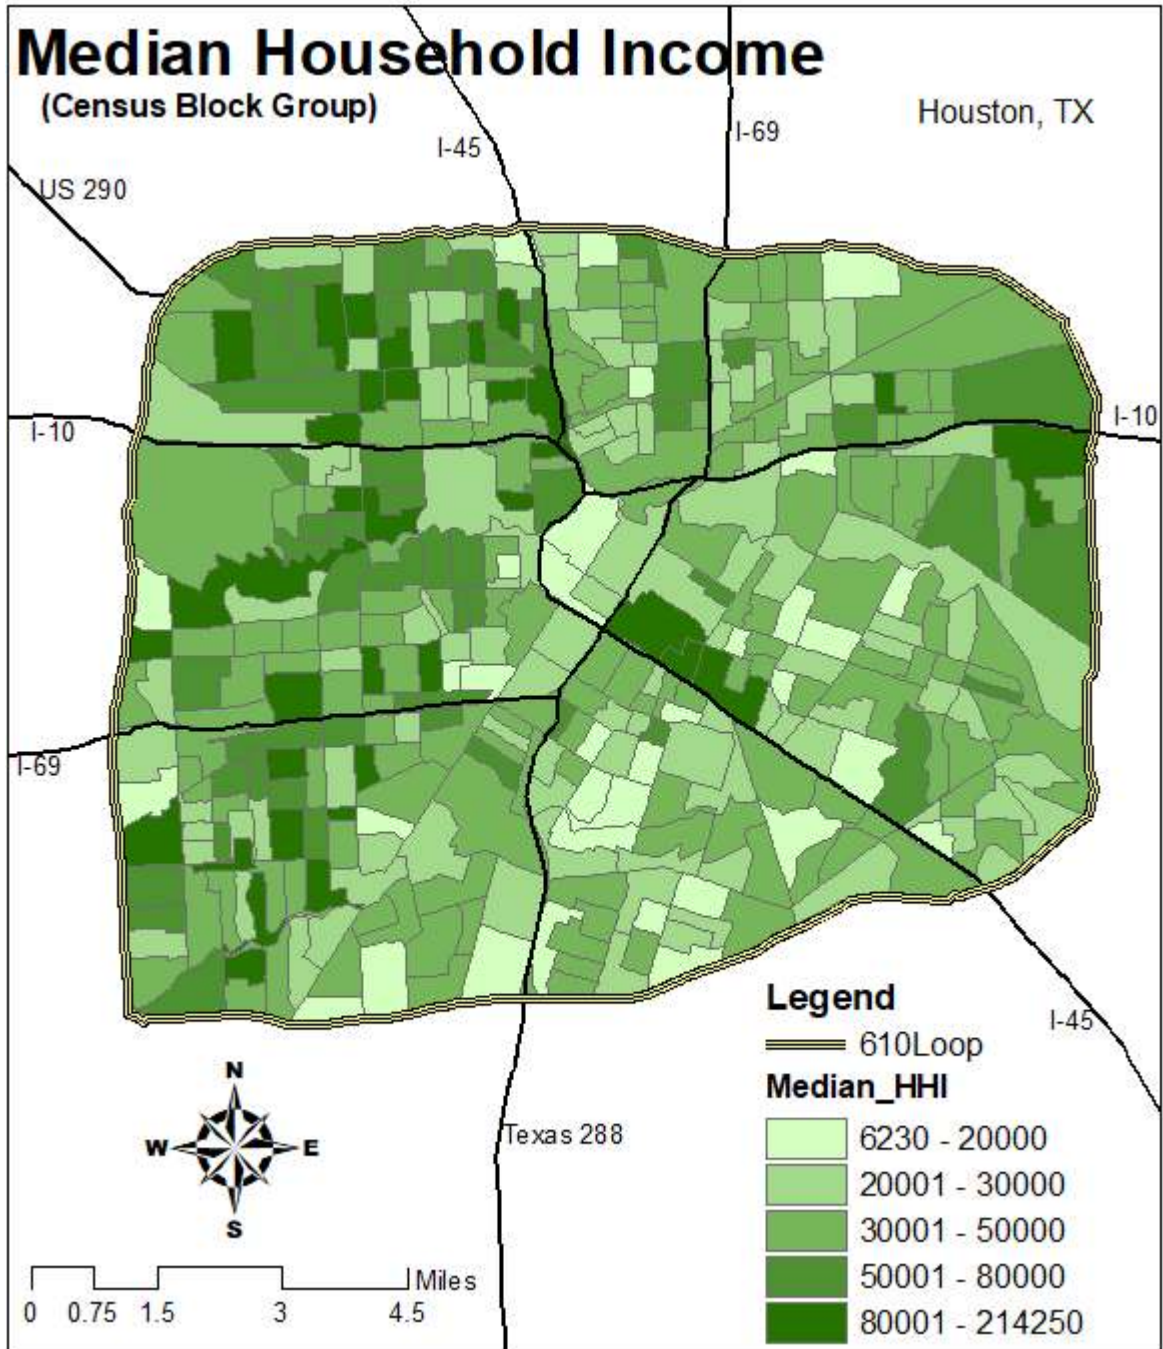 Median Household Income
(Census Block Group)
Houston, TX
I-45
I-69
US 290
I-10
I-10
I-69
Legend
610Loop
Median_HHI
6230 - 20000
20001 - 30000
30001 - 50000
50001 - 80000
80001 - 214250
I-45
Texas 288
N
W E
S
Miles
0 0.75 1.5 3 4.5